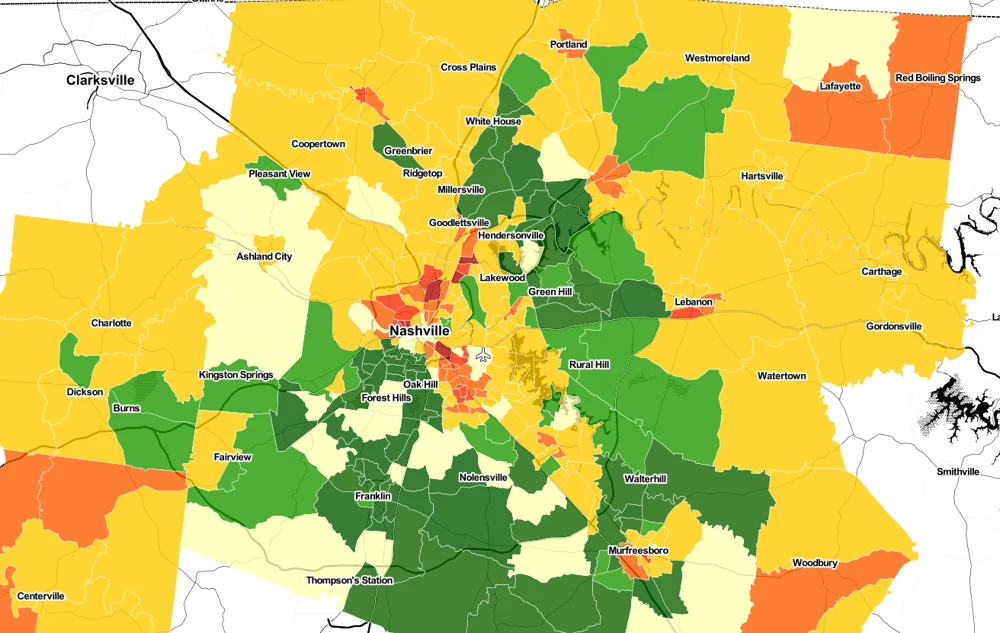 Portland
Westmoreland
Cross Plains
Clarksville
Red Boiling Springs
Lafayette
White House
Coopertown
Greenbrier
Pleasant View
Ridgetop
Hartsville
Millersville
Goodlettsville
Hendersonville
Ashland City
Lakewood
Carthage
Green Hill
Lebanon
Charlotte
Gordonsville
Nashville
Rural Hill
Kingston Springs
Watertown
Oak Hill
Dickson
Forest Hills
Burns
Fairview
Smithville
Nolensville
Walterhill
Franklin
Murfreesboro
Woodbury
Thompson's Station
Centerville